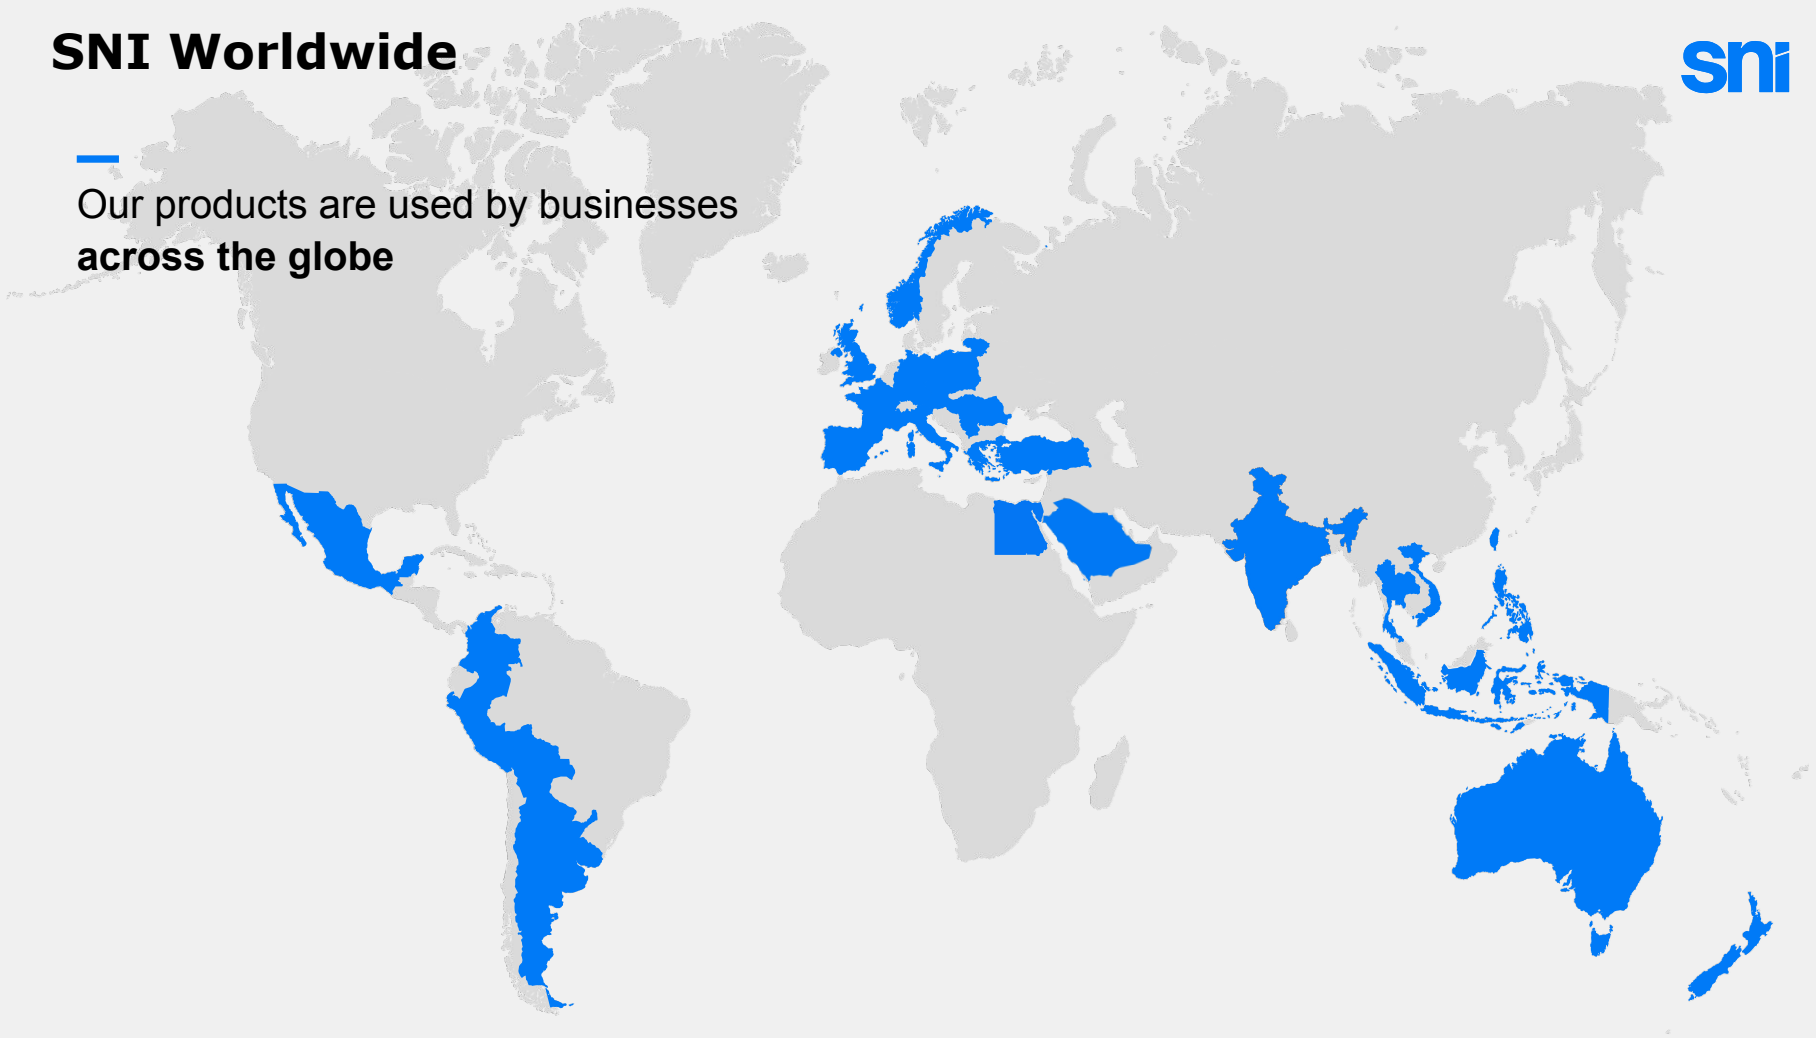 SNI Worldwide
sni
Our products are used by businesses
across the globe